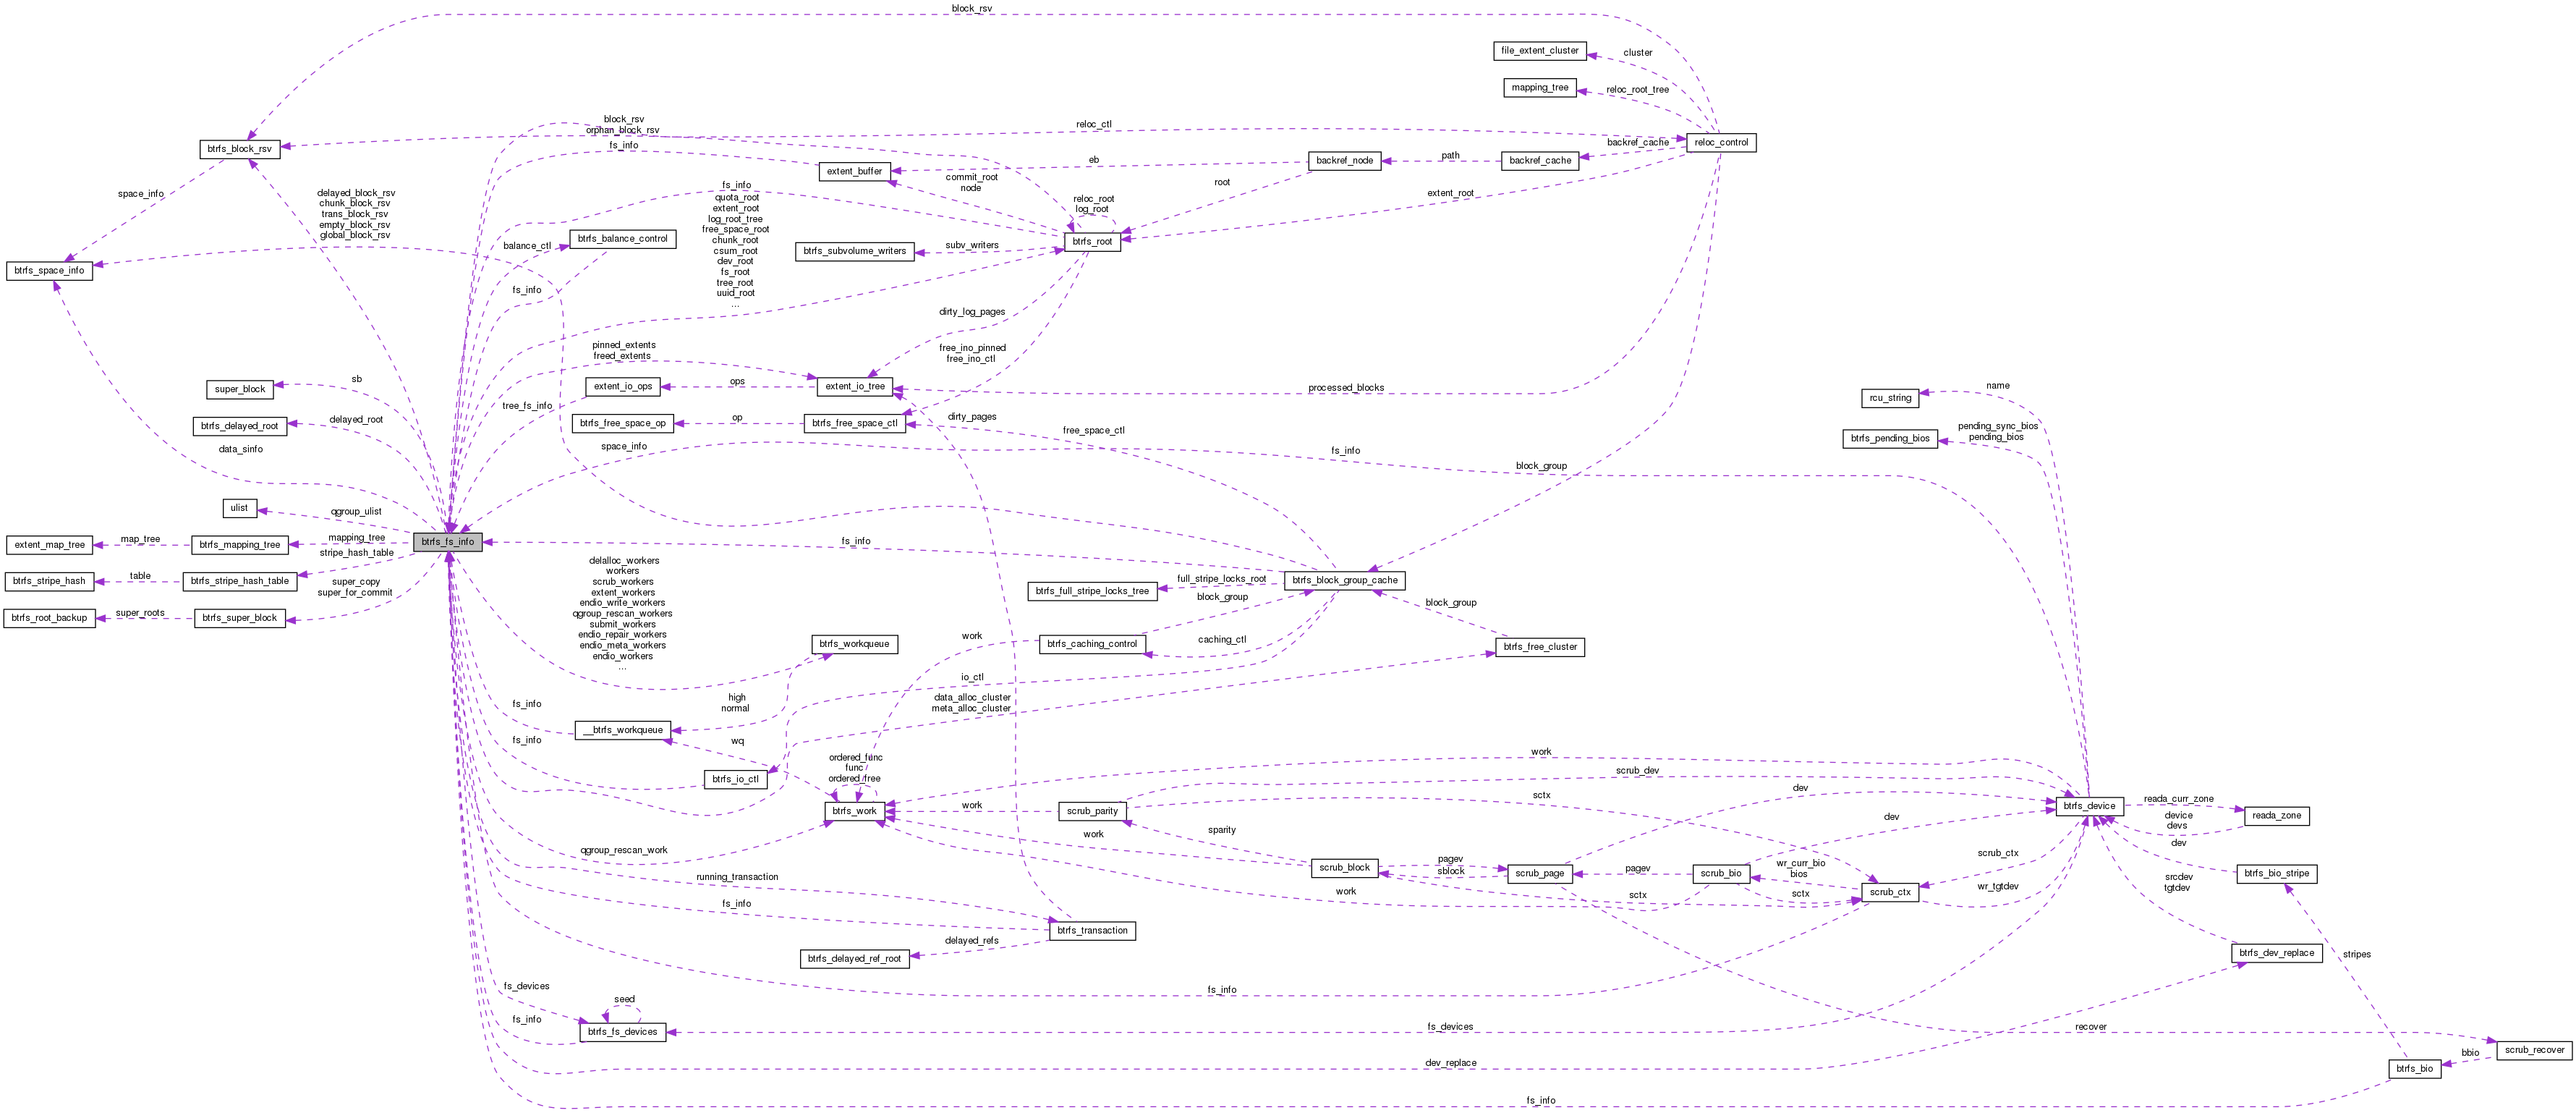 block_rsv
file_extent_cluster
cluster
mapping_tree
reloc_root_tree
block_rsv
orphan_block_rsv
reloc_ctl
btrfs_block_rsv
fs_info
reloc_control
backref_cache
extent_buffer
eb
backref_node
path
backref_cache
space_info
delayed_block_rsv
chunk_block_rsv
trans_block_rsv
empty_block_rsv
global_block_rsv
fs_info
quota_root
extent_root
log_root_tree
free_space_root
chunk_root
csum_root
dev_root
fs_root
tree_root
uuid_root
...
commit_root
node
root
reloc_root
log_root
extent_root
btrfs_balance_control
balance_ctl
btrfs_subvolume_writers
subv_writers
btrfs_root
btrfs_space_info
fs_info
dirty_log_pages
pinned_extents
freed_extents
free_ino_pinned
free_ino_ctl
super_block
sb
extent_io_ops
ops
extent_io_tree
processed_blocks
name
rcu_string
btrfs_delayed_root
delayed_root
tree_fs_info
btrfs_free_space_op
op
btrfs_free_space_ctl
dirty_pages
free_space_ctl
btrfs_pending_bios
pending_sync_bios
pending_bios
data_sinfo
space_info
fs_info
block_group
ulist
qgroup_ulist
extent_map_tree
map_tree
btrfs_mapping_tree
mapping_tree
btrfs_fs_info
fs_info
btrfs_stripe_hash
table
btrfs_stripe_hash_table
stripe_hash_table
delalloc_workers
workers
scrub_workers
extent_workers
endio_write_workers
qgroup_rescan_workers
submit_workers
endio_repair_workers
endio_meta_workers
endio_workers
...
btrfs_full_stripe_locks_tree
full_stripe_locks_root
btrfs_block_group_cache
btrfs_root_backup
super_roots
btrfs_super_block
super_copy
super_for_commit
block_group
block_group
btrfs_workqueue
work
btrfs_caching_control
caching_ctl
btrfs_free_cluster
io_ctl
fs_info
high
normal
data_alloc_cluster
meta_alloc_cluster
__btrfs_workqueue
fs_info
wq
btrfs_io_ctl
ordered_func
func
ordered_free
work
scrub_dev
btrfs_work
work
scrub_parity
sctx
dev
btrfs_device
reada_curr_zone
reada_zone
device
devs
qgroup_rescan_work
work
sparity
dev
scrub_ctx
dev
running_transaction
scrub_block
pagev
sblock
scrub_page
pagev
scrub_bio
wr_curr_bio
bios
scrub_ctx
wr_tgtdev
srcdev
tgtdev
btrfs_bio_stripe
work
sctx
sctx
fs_info
btrfs_transaction
btrfs_delayed_ref_root
delayed_refs
btrfs_dev_replace
stripes
fs_devices
fs_info
seed
fs_info
btrfs_fs_devices
fs_devices
recover
scrub_recover
bbio
btrfs_bio
dev_replace
fs_info